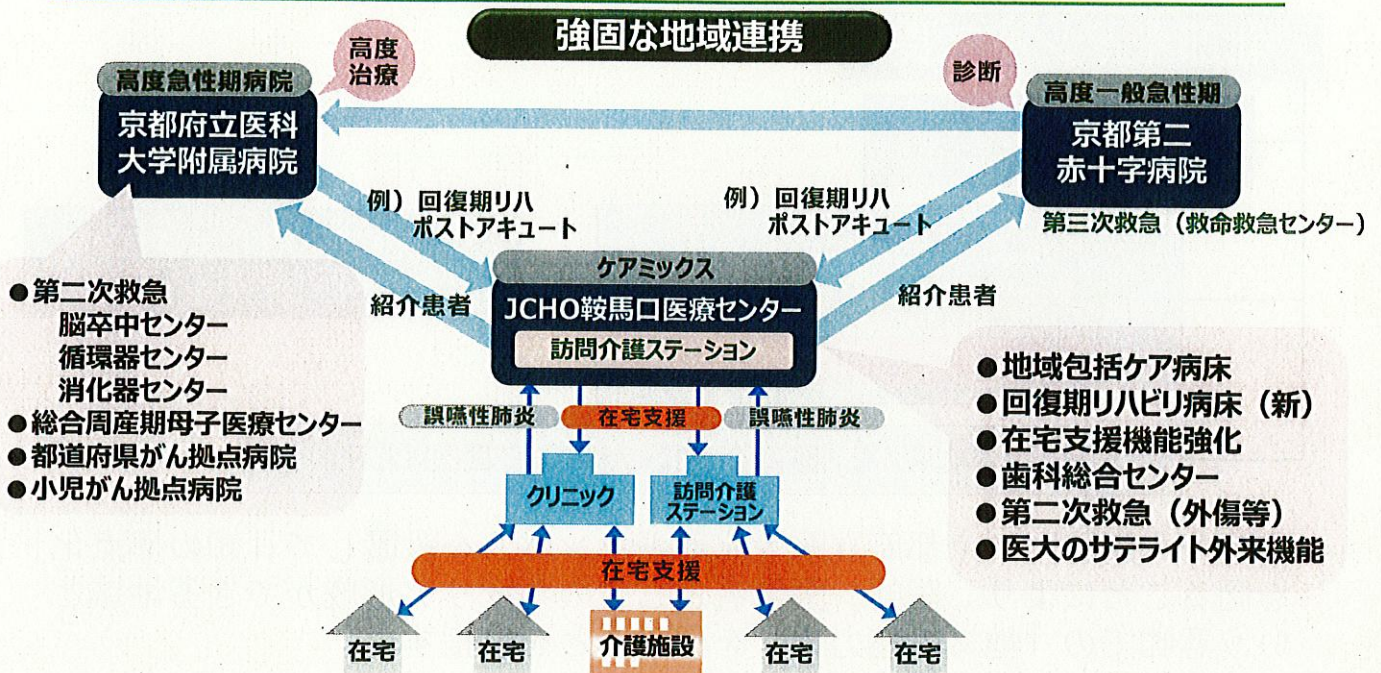 強固な地域連携
高度
治療
診断
高度急性期病院
京都府立医科
大学附属病院
高度一般急性期
京都第二
赤十字病院
第三次救急（救命救急センター）
例）回復期リハ
ポストアキュート
例）回復期リハ
ポストアキュート
紹介患者
紹介患者
ケアミックス
JCHO鞍馬口医療センター
訪問介護ステーション
●第二次救急
脳卒中センター
循環器センター
消化器センター
●総合周産期母子医療センター
●都道府県がん拠点病院
●小児がん拠点病院
●地域包括ケア病床
●回復期リハビリ病床（新）
●在宅支援機能強化
●歯科総合センター
●第二次救急（外傷等）
●医大のサテライト外来機能
誤嚥性肺炎
在宅支援
誤嚥性肺炎
クリニック
訪問介護
ステーション
在宅支援
在宅
在宅
介護施設
在宅
在宅